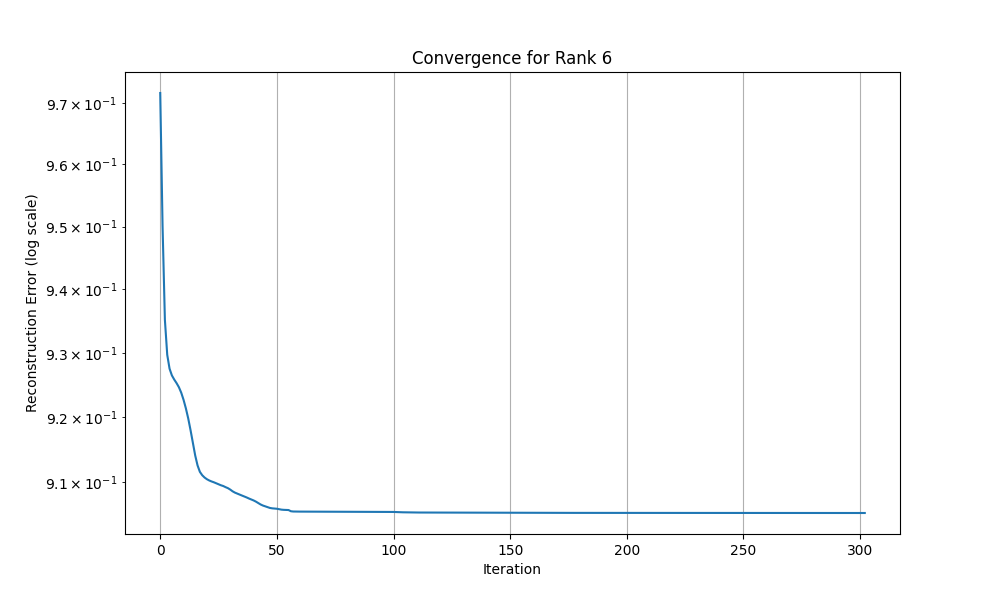 Convergence for Rank 6
Reconstruction Error (log scale)
9.7 × 10⁻¹
9.6 × 10⁻¹
9.5 × 10⁻¹
9.4 × 10⁻¹
9.3 × 10⁻¹
9.2 × 10⁻¹
9.1 × 10⁻¹
0 50 100 150 200 250 300
Iteration